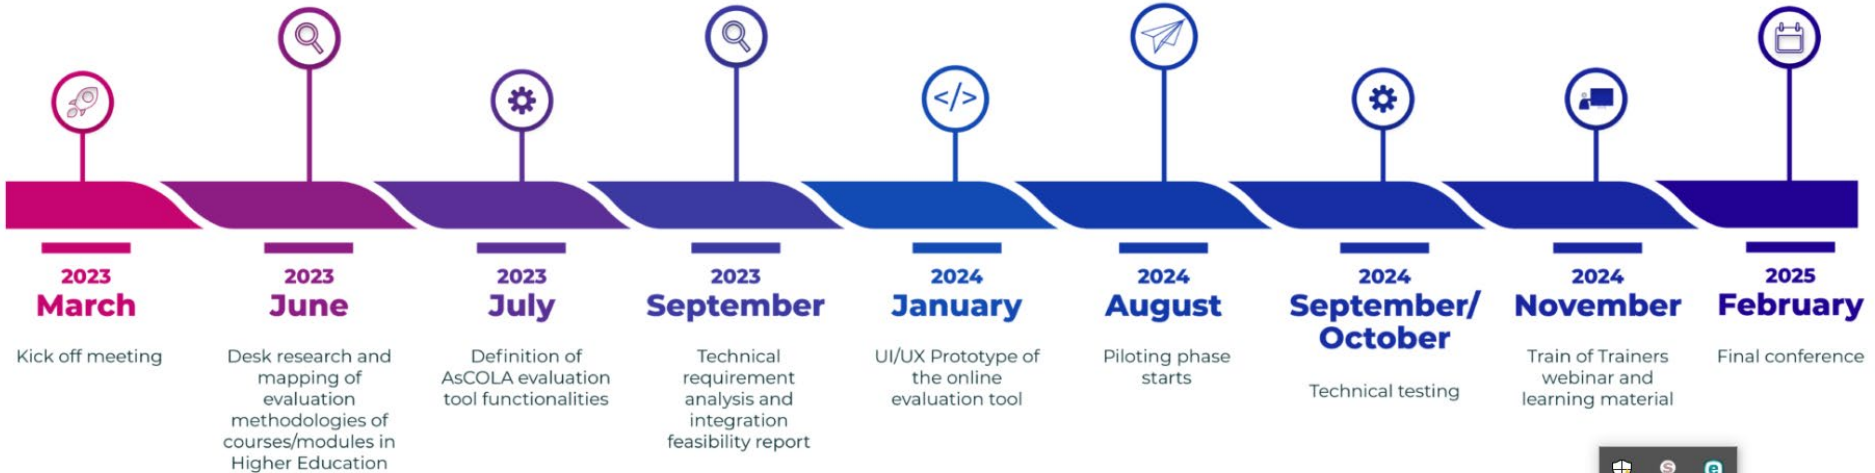 </>
2023
March
Kick off meeting
2023
June
Desk research and
mapping of
evaluation
methodologies of
courses/modules in
Higher Education
2023
July
Definition of
AsCOLA evaluation
tool functionalities
2023
September
Technical
requirement
analysis and
integration
feasibility report
2024
January
UI/UX Prototype of
the online
evaluation tool
2024
August
Piloting phase
starts
2024
September/
October
Technical testing
2024
November
Train of Trainers
webinar and
learning material
2025
February
Final conference